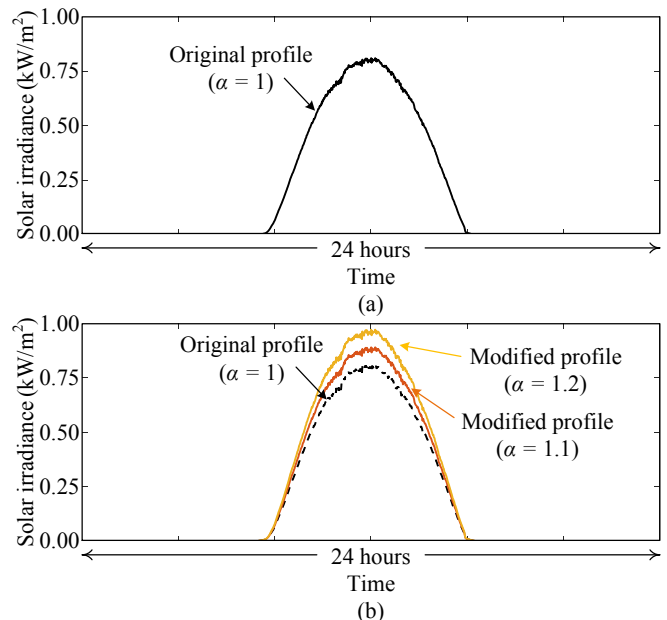 1.00
0.75
0.50
0.25
0.00
Solar irradiance (kW/m²)
Original profile
(α = 1)
24 hours
Time
(a)
1.00
0.75
0.50
0.25
0.00
Solar irradiance (kW/m²)
Original profile
(α = 1)
Modified profile
(α = 1.2)
Modified profile
(α = 1.1)
24 hours
Time
(b)